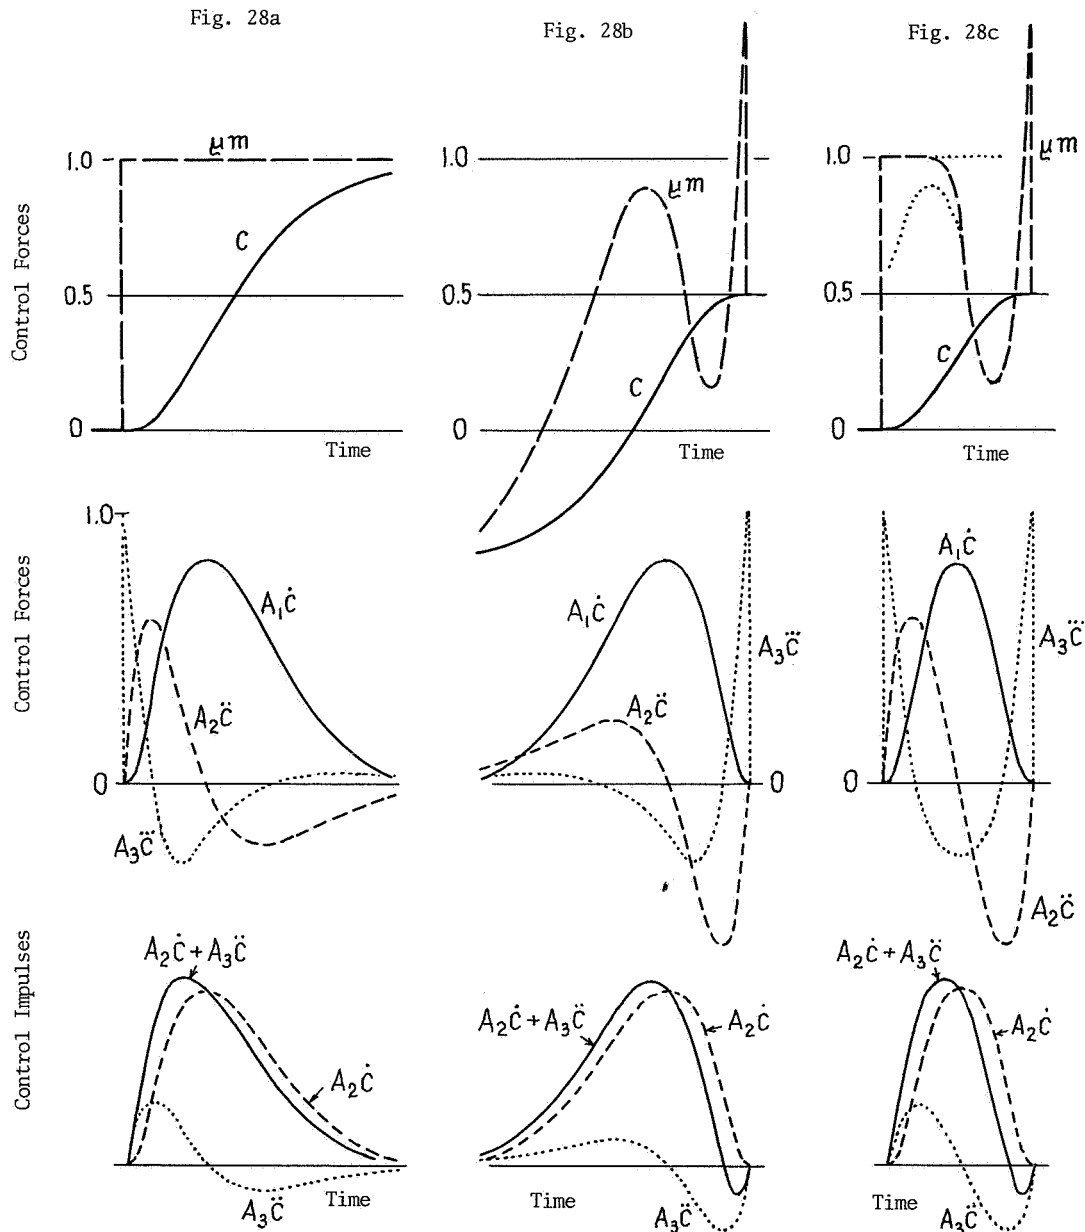 Fig. 28a
Fig. 28b
Fig. 28c
Control Forces
1.0
0.5
0
μm
C
Time
1.0
0.5
0
μm
C
Time
1.0
0.5
0
μm
C
Time
Control Forces
1.0
0
A₁Ċ
A₂C̈
A₃C⃛
A₁Ċ
A₂C̈
A₃C⃛
0
0
A₁Ċ
A₃C⃛
A₂C̈
Control Impulses
A₂Ċ + A₃C̈
A₂Ċ
A₃C̈
Time
A₂Ċ + A₃C̈
A₂Ċ
A₃C̈
Time
A₂Ċ + A₃C̈
A₂Ċ
A₃C̈
Time